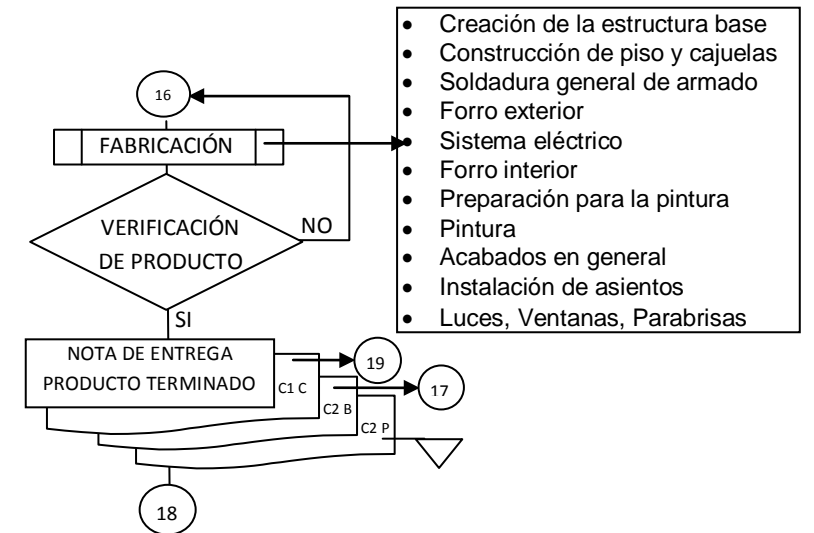 16
FABRICACIÓN
VERIFICACIÓN
DE PRODUCTO
NO
SI
NOTA DE ENTREGA
PRODUCTO TERMINADO
C1 C
C2 B
C2 P
19
17
18
• Creación de la estructura base
• Construcción de piso y cajuelas
• Soldadura general de armado
• Forro exterior
• Sistema eléctrico
• Forro interior
• Preparación para la pintura
• Pintura
• Acabados en general
• Instalación de asientos
• Luces, Ventanas, Parabrisas